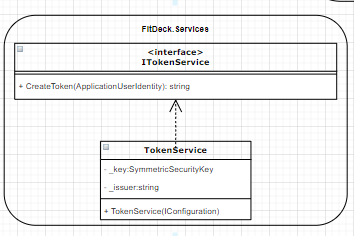 FitDeck.Services
<interface>
ITokenService
+ CreateToken(ApplicationUserIdentity): string
TokenService
- _key:SymmetricSecurityKey
- _issuer:string
+ TokenService(IConfiguration)